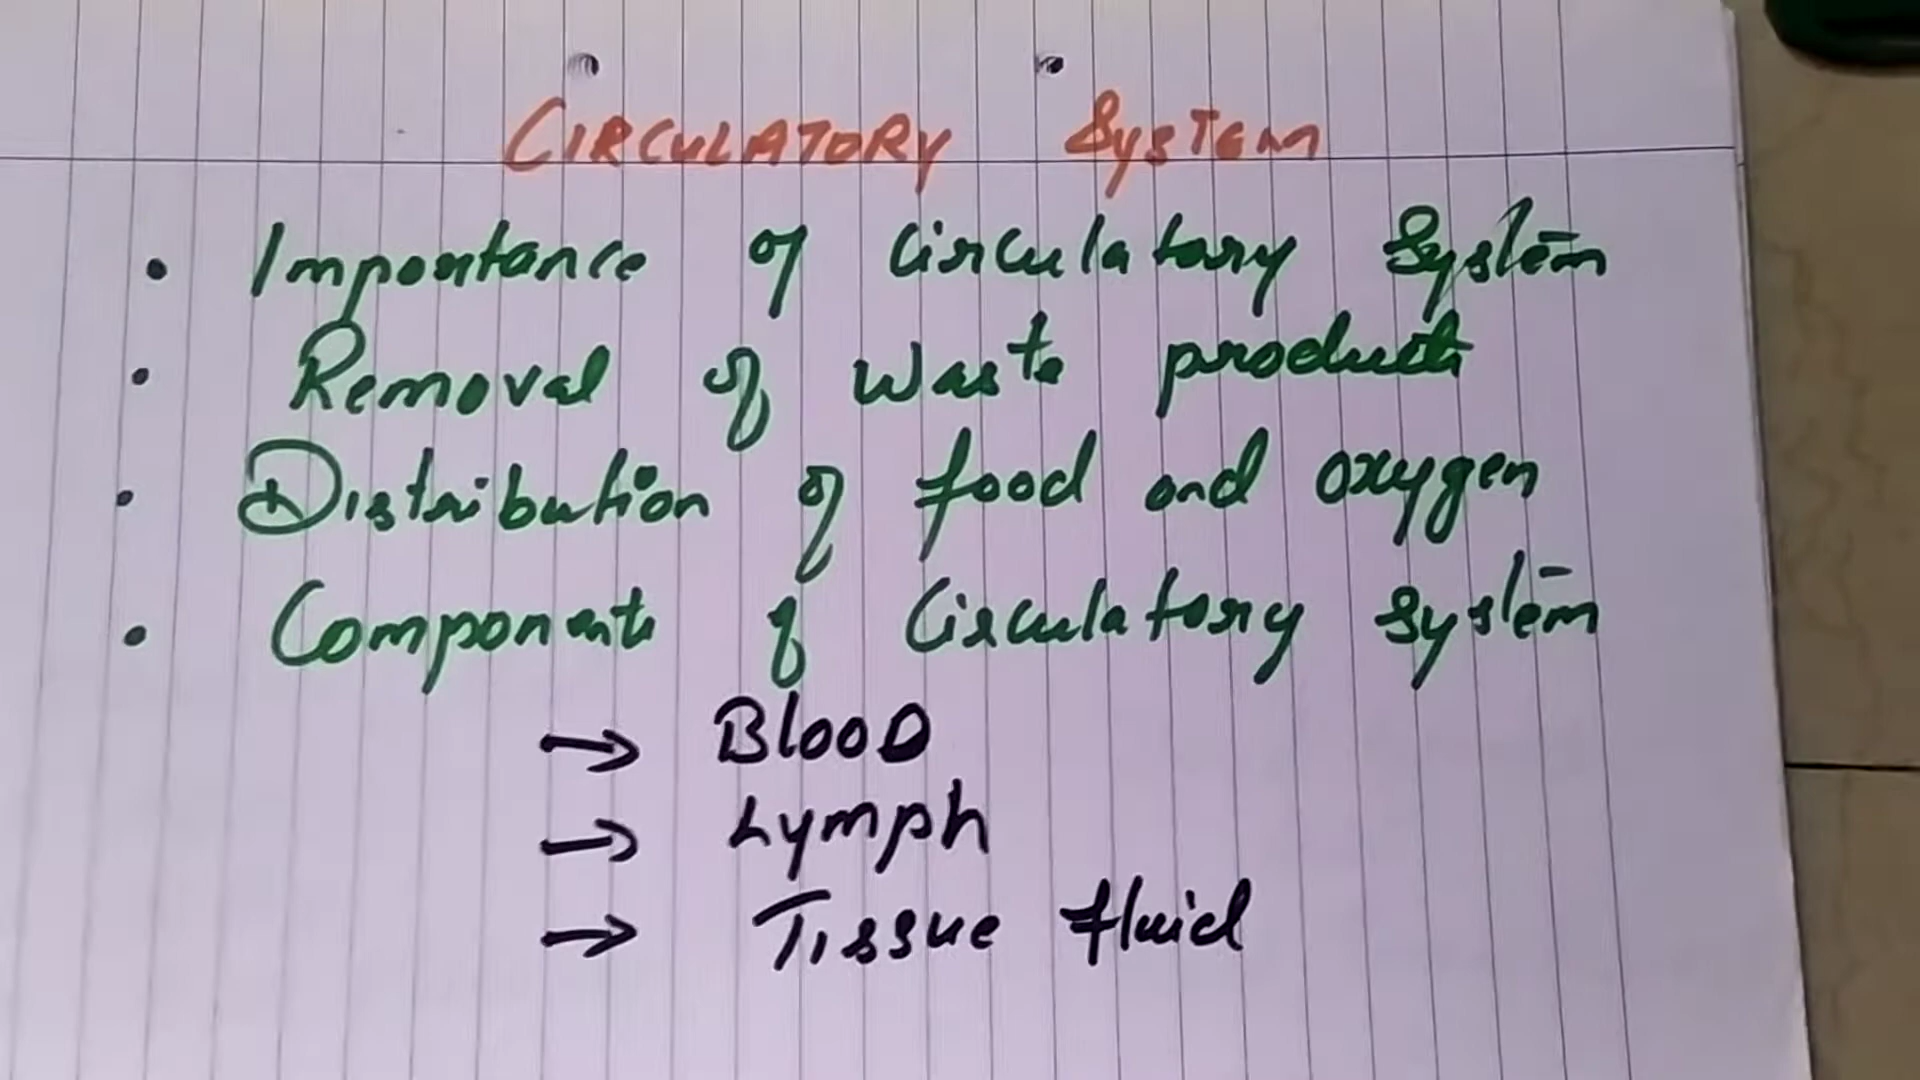 CIRCULATORY SYSTEM
• Importance of Circulatory System
• Removal of waste products
• Distribution of food and oxygen
• Components of Circulatory System
→ Blood
→ Lymph
→ Tissue fluid